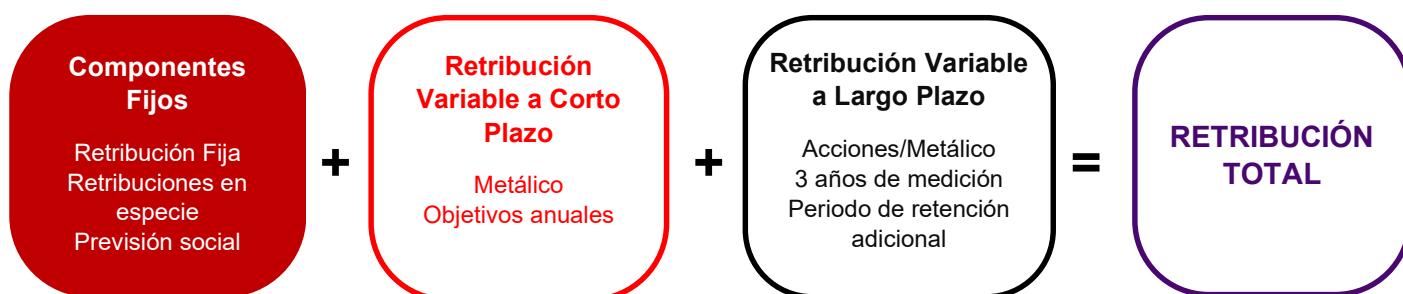 Componentes
Fijos
Retribución Fija
Retribuciones en
especie
Previsión social
+
Retribución
Variable a Corto
Plazo
Metálico
Objetivos anuales
+
Retribución Variable
a Largo Plazo
Acciones/Metálico
3 años de medición
Periodo de retención
adicional
=
RETRIBUCIÓN
TOTAL